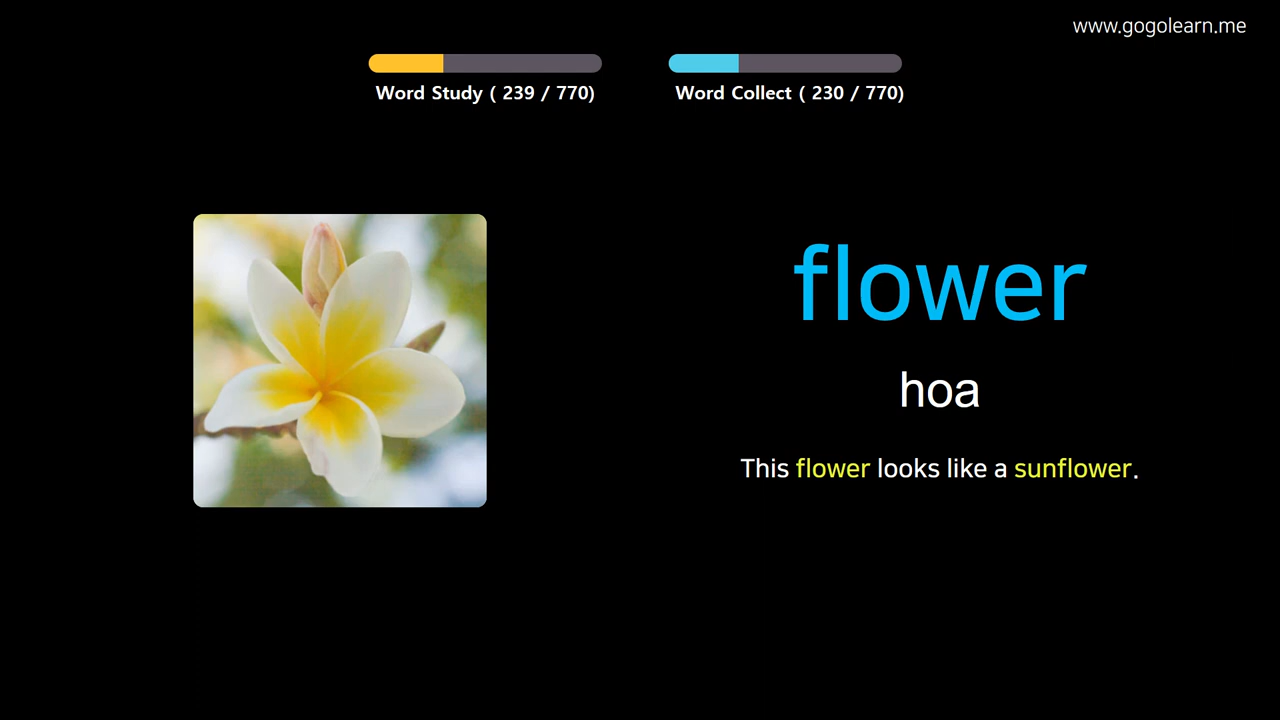 www.gogolearn.me
Word Study ( 239 / 770)
Word Collect ( 230 / 770)
flower
hoa
This flower looks like a sunflower.